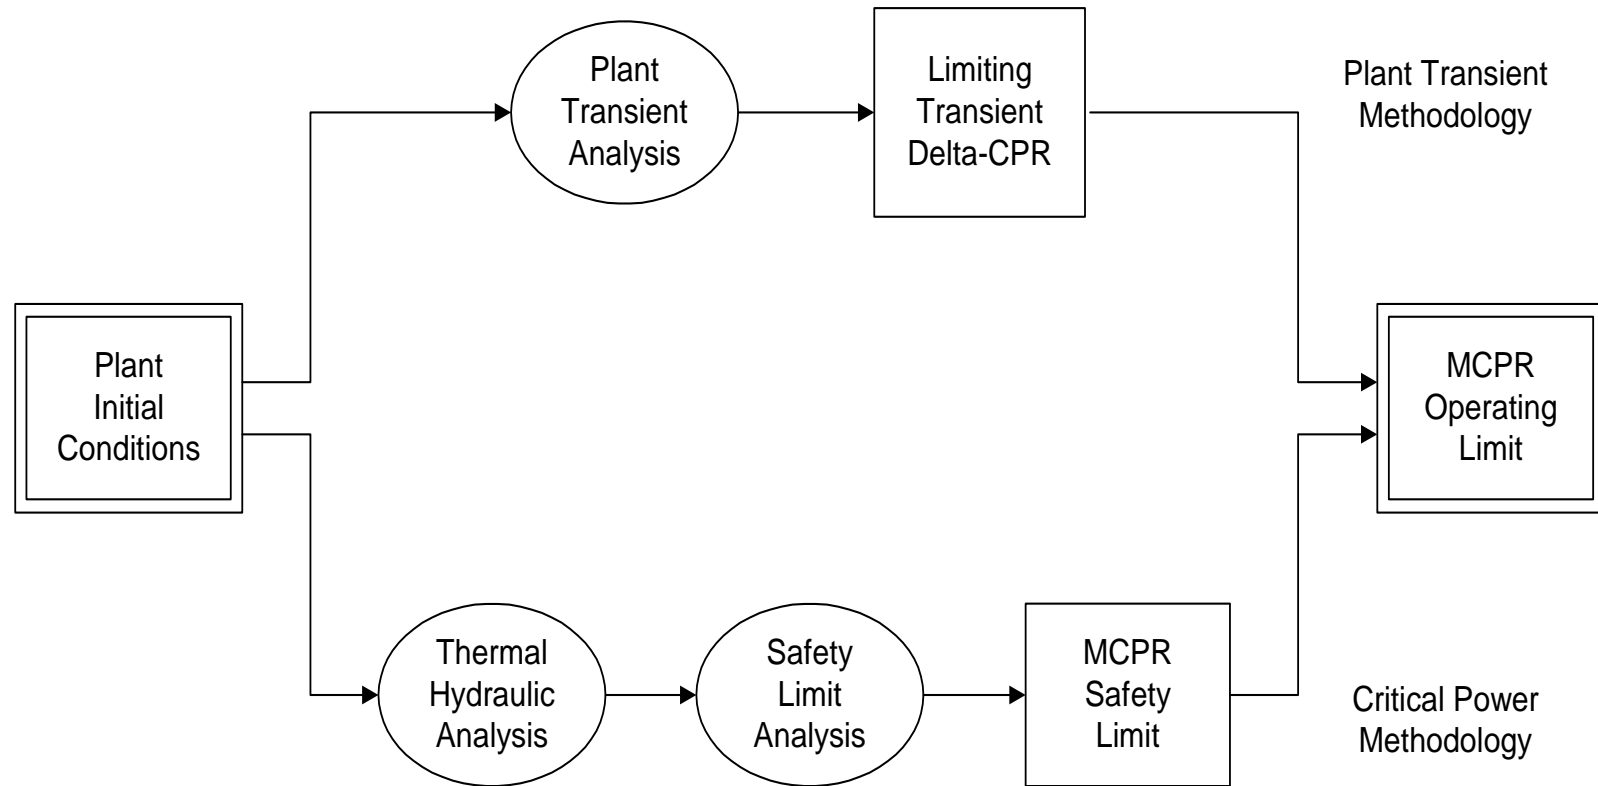 Plant
Transient
Analysis
Limiting
Transient
Delta-CPR
Plant Transient
Methodology
Plant
Initial
Conditions
MCPR
Operating
Limit
Thermal
Hydraulic
Analysis
Safety
Limit
Analysis
MCPR
Safety
Limit
Critical Power
Methodology